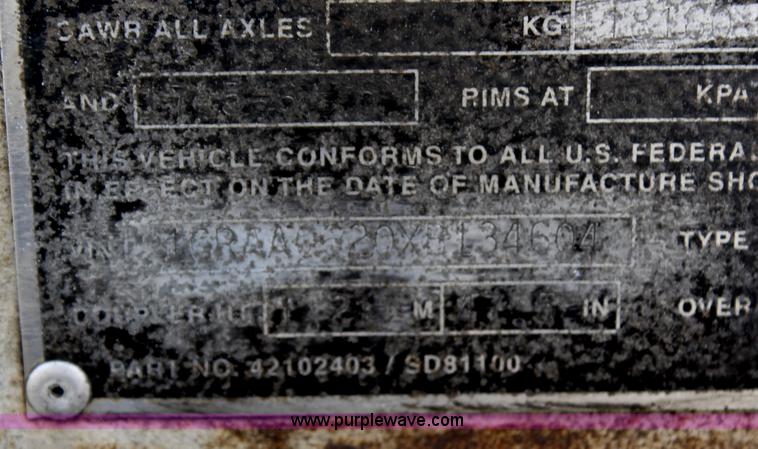 GAWR ALL AXLES KG
AND RIMS AT KPA
THIS VEHICLE CONFORMS TO ALL U.S. FEDERA
IN EFFECT ON THE DATE OF MANUFACTURE SHO
VIN TYPE
COUPLER HT M IN OVER
PART NO. 42102403 / SD81100
www.purplewave.com